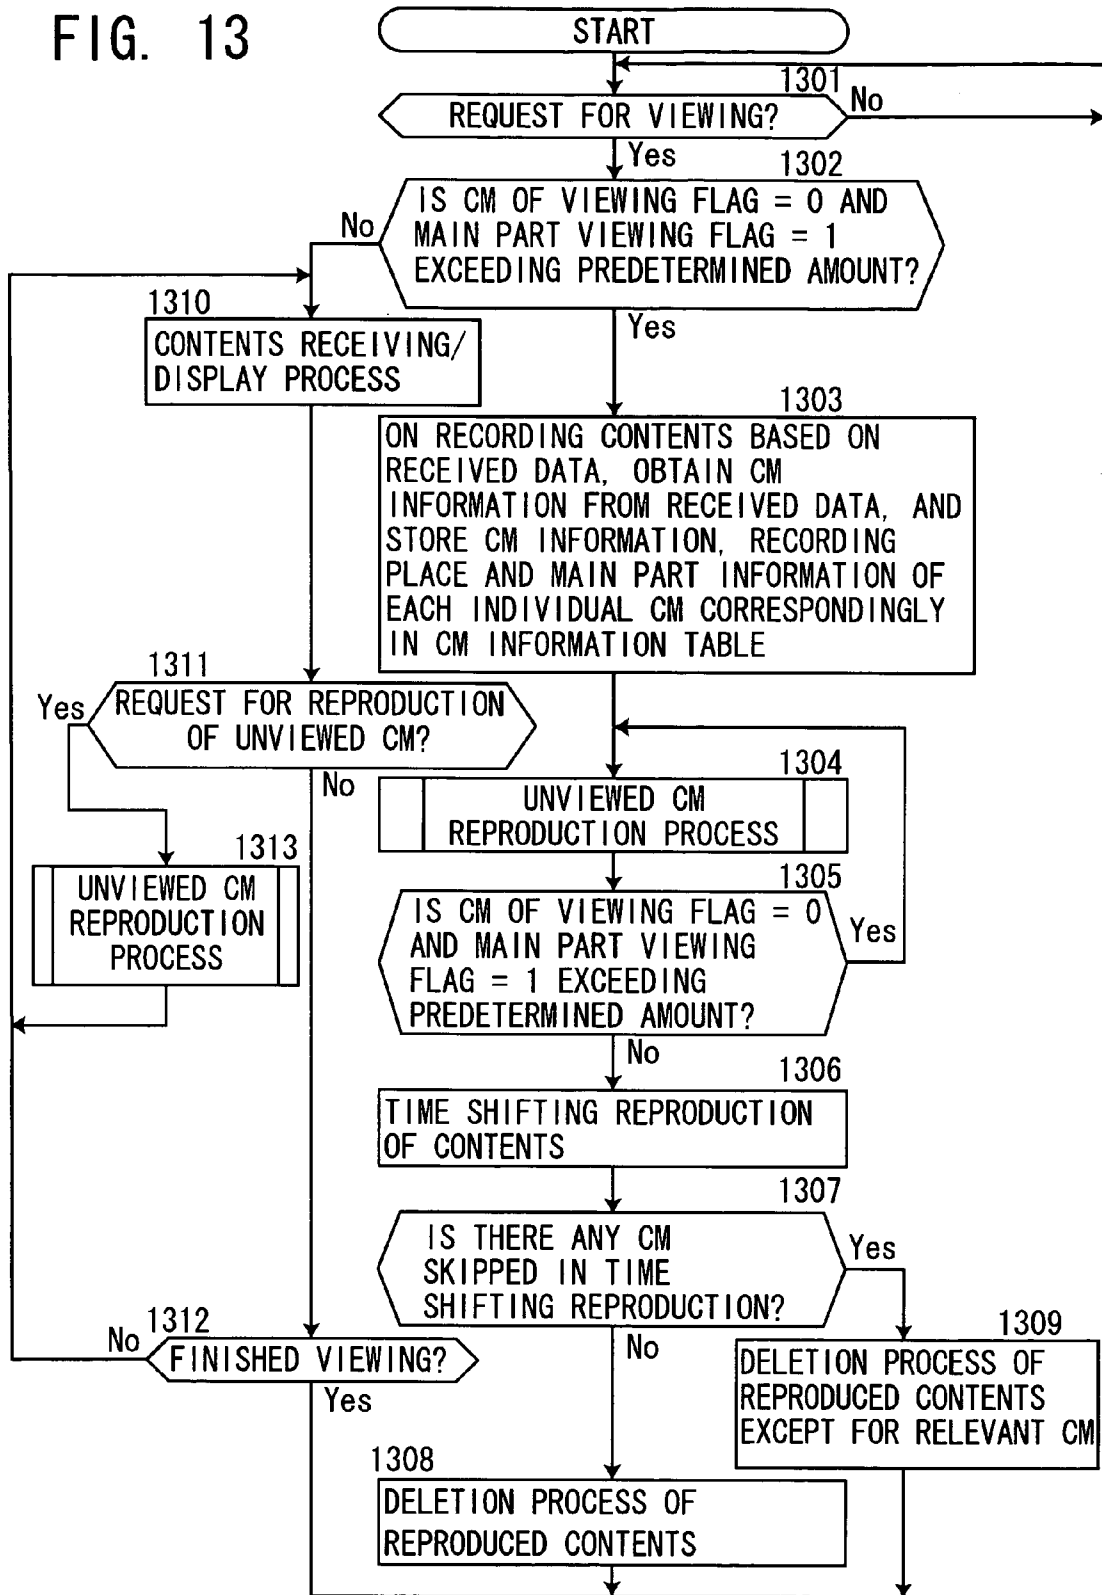 FIG. 13
START
1301
REQUEST FOR VIEWING?
No
Yes
1302
IS CM OF VIEWING FLAG = 0 AND
MAIN PART VIEWING FLAG = 1
EXCEEDING PREDETERMINED AMOUNT?
No
Yes
1310
CONTENTS RECEIVING/
DISPLAY PROCESS
1303
ON RECORDING CONTENTS BASED ON
RECEIVED DATA, OBTAIN CM
INFORMATION FROM RECEIVED DATA, AND
STORE CM INFORMATION, RECORDING
PLACE AND MAIN PART INFORMATION OF
EACH INDIVIDUAL CM CORRESPONDINGLY
IN CM INFORMATION TABLE
1311
Yes
REQUEST FOR REPRODUCTION
OF UNVIEWED CM?
No
1304
UNVIEWED CM
REPRODUCTION PROCESS
1313
UNVIEWED CM
REPRODUCTION
PROCESS
1305
IS CM OF VIEWING FLAG = 0
AND MAIN PART VIEWING
FLAG = 1 EXCEEDING
PREDETERMINED AMOUNT?
Yes
No
1306
TIME SHIFTING REPRODUCTION
OF CONTENTS
1307
IS THERE ANY CM
SKIPPED IN TIME
SHIFTING REPRODUCTION?
Yes
No
1312
No
FINISHED VIEWING?
Yes
1309
DELETION PROCESS OF
REPRODUCED CONTENTS
EXCEPT FOR RELEVANT CM
1308
DELETION PROCESS OF
REPRODUCED CONTENTS